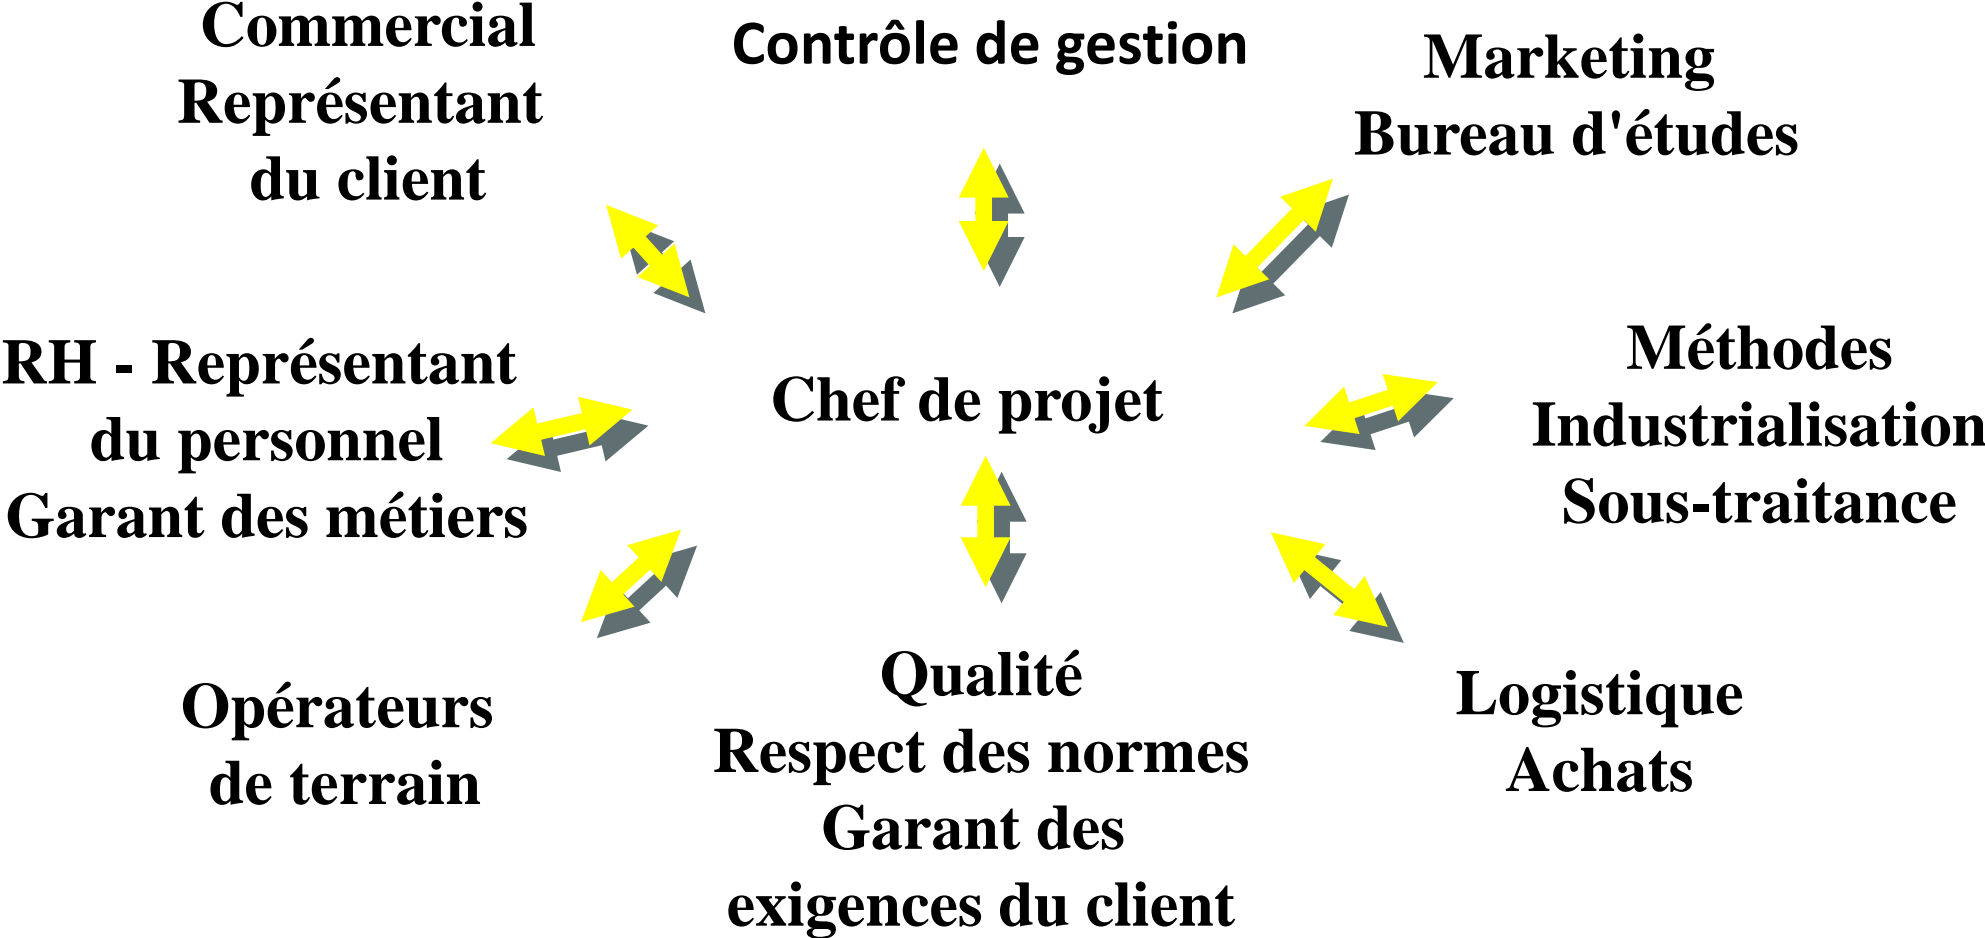 Commercial
Représentant
du client
Contrôle de gestion
Marketing
Bureau d'études
RH - Représentant
du personnel
Garant des métiers
Chef de projet
Méthodes
Industrialisation
Sous-traitance
Opérateurs
de terrain
Qualité
Respect des normes
Garant des
exigences du client
Logistique
Achats